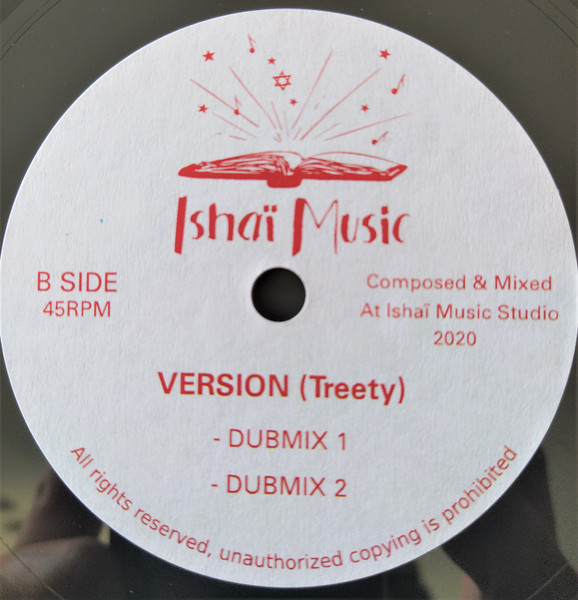 Ishaï Music
B SIDE
45RPM
Composed & Mixed
At Ishaï Music Studio
2020
VERSION (Treety)
- DUBMIX 1
- DUBMIX 2
All rights reserved, unauthorized copying is prohibited